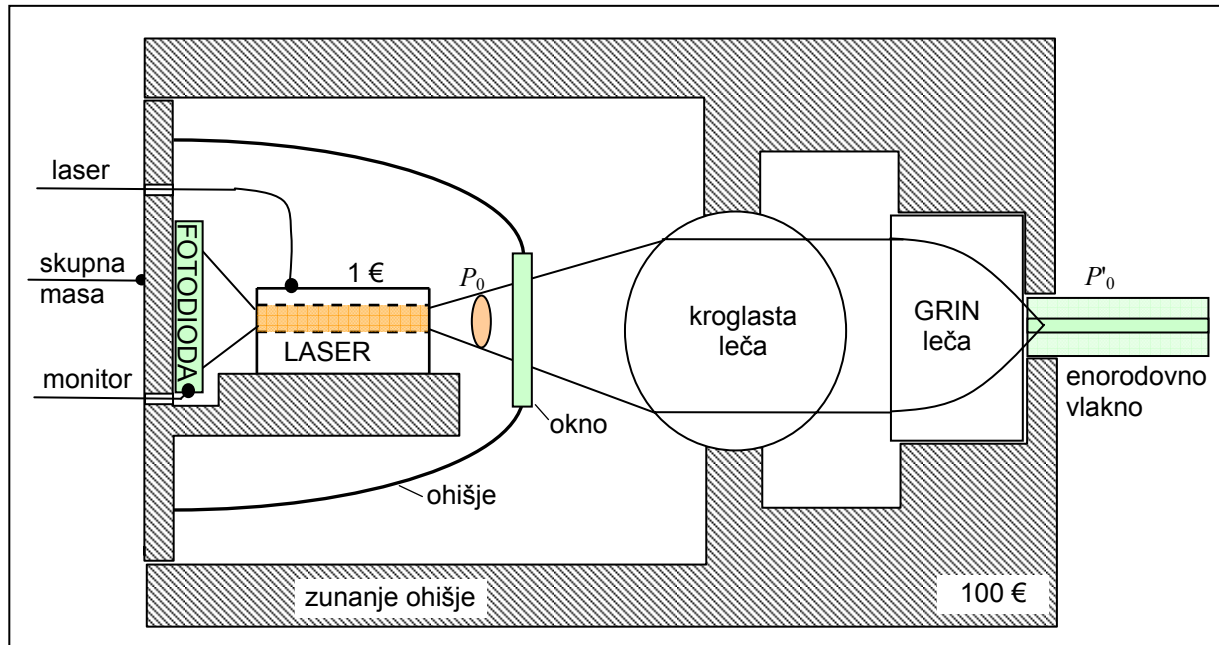 laser
skupna
masa
monitor
FOTODIODA
1 €
LASER
P₀
okno
ohišje
kroglasta
leča
GRIN
leča
P'₀
enorodovno
vlakno
zunanje ohišje
100 €